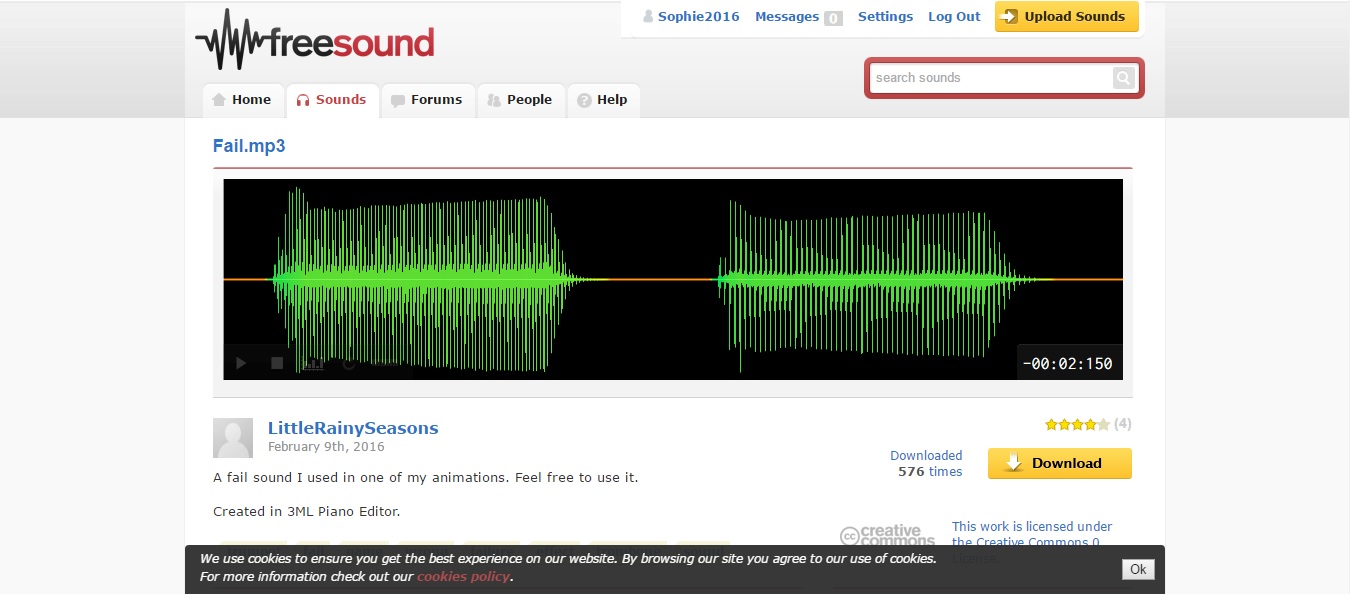 Sophie2016 Messages 0 Settings Log Out Upload Sounds
freesound
search sounds
Home Sounds Forums People Help
Fail.mp3
-00:02:150
LittleRainySeasons
February 9th, 2016
(4)
Downloaded
576 times
Download
A fail sound I used in one of my animations. Feel free to use it.
Created in 3ML Piano Editor.
cc creative commons
This work is licensed under
the Creative Commons 0
License.
We use cookies to ensure you get the best experience on our website. By browsing our site you agree to our use of cookies.
For more information check out our cookies policy.
Ok